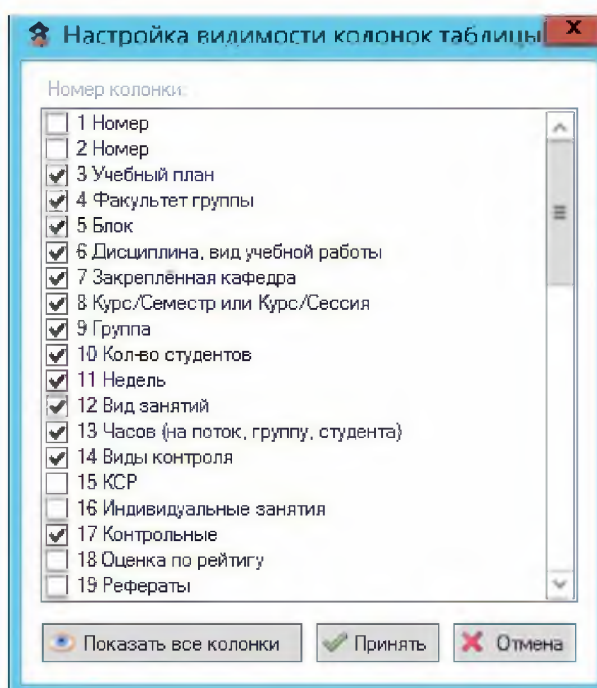 Настройка видимости колонок таблицы
Номер колонки:
1 Номер
2 Номер
3 Учебный план
4 Факультет группы
5 Блок
6 Дисциплина, вид учебной работы
7 Закреплённая кафедра
8 Курс/Семестр или Курс/Сессия
9 Группа
10 Кол-во студентов
11 Недель
12 Вид занятий
13 Часов (на поток, группу, студента)
14 Виды контроля
15 КСР
16 Индивидуальные занятия
17 Контрольные
18 Оценка по рейтигу
19 Рефераты
Показать все колонки Принять Отмена